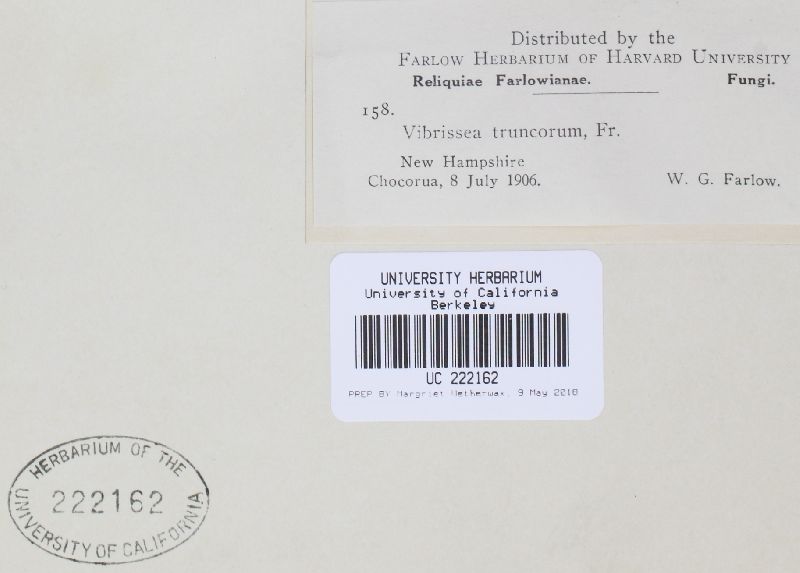 Distributed by the
Farlow Herbarium of Harvard University
Reliquiae Farlowianae. Fungi.
158.
Vibrissea truncorum, Fr.
New Hampshire
Chocorua, 8 July 1906. W. G. Farlow.
UNIVERSITY HERBARIUM
University of California
Berkeley
UC 222162
PREP BY Margriet Wetherwax, 9 May 2018
HERBARIUM OF THE
222162
UNIVERSITY OF CALIFORNIA